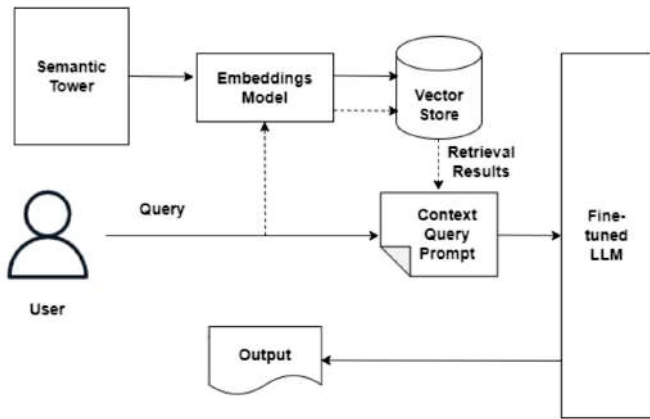 Semantic
Tower
Embeddings
Model
Vector
Store
Retrieval
Results
Query
Context
Query
Prompt
Fine-
tuned
LLM
User
Output